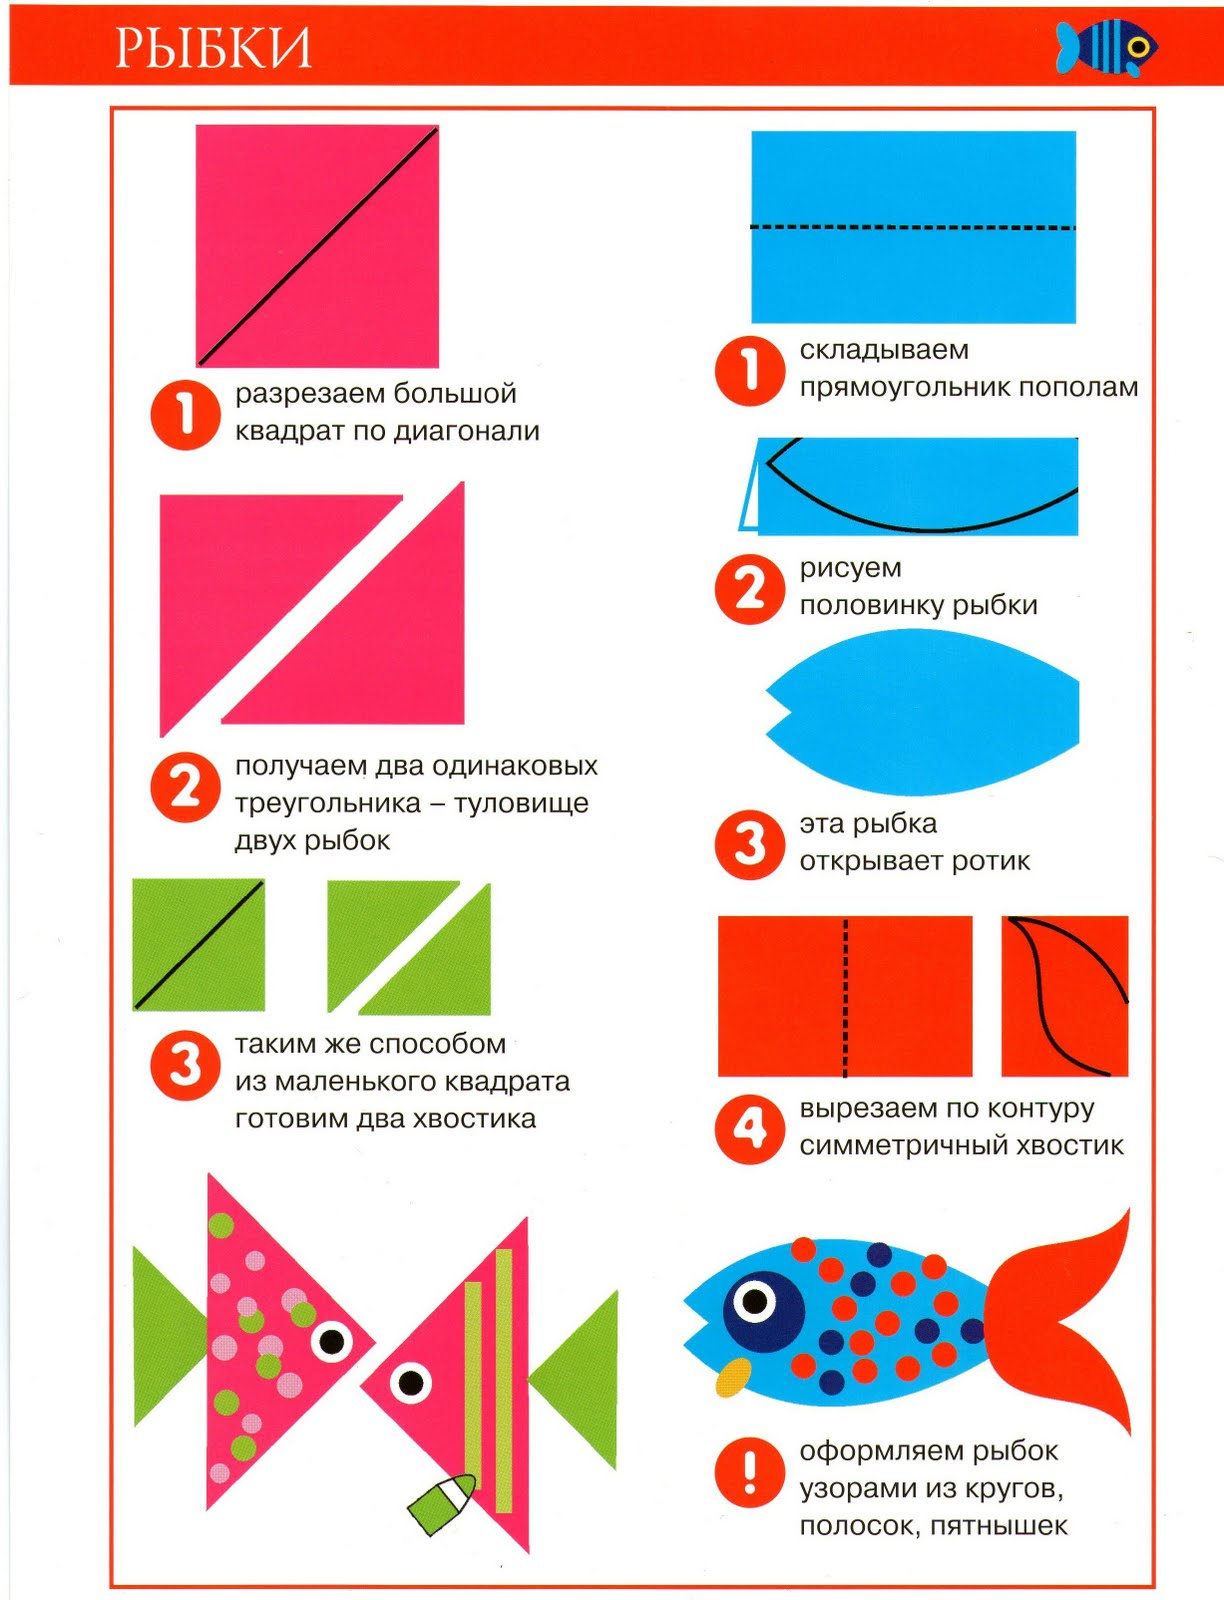 РЫБКИ
1
разрезаем большой
квадрат по диагонали
2
получаем два одинаковых
треугольника – туловище
двух рыбок
3
таким же способом
из маленького квадрата
готовим два хвостика
1
складываем
прямоугольник пополам
2
рисуем
половинку рыбки
3
эта рыбка
открывает ротик
4
вырезаем по контуру
симметричный хвостик
!
оформляем рыбок
узорами из кругов,
полосок, пятнышек